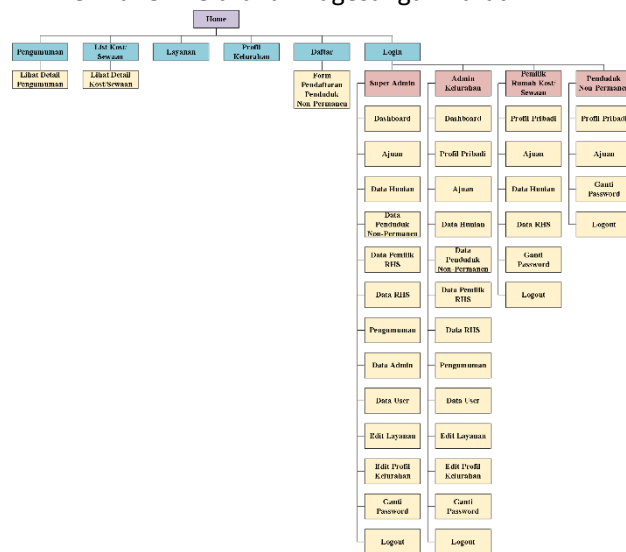 Home
Pengumuman
List Kost/
Sewaan
Layanan
Profil
Kelurahan
Daftar
Login
Lihat Detail
Pengumuman
Lihat Detail
Kost/Sewaan
Form
Pendaftaran
Penduduk
Non Permanen
Super Admin
Dashboard
Ajuan
Data Hunian
Data
Penduduk
Non-Permanen
Data Pemilik
RHS
Data RHS
Pengumuman
Data Admin
Data User
Edit Layanan
Edit Profil
Kelurahan
Ganti
Password
Logout
Admin
Kelurahan
Dashboard
Profil Pribadi
Ajuan
Data Hunian
Data
Penduduk
Non-Permanen
Data Pemilik
RHS
Data RHS
Pengumuman
Data User
Edit Layanan
Edit Profil
Kelurahan
Ganti
Password
Logout
Pemilik
Rumah Kost/
Sewaan
Profil Pribadi
Ajuan
Data Hunian
Data RHS
Ganti
Password
Logout
Penduduk
Non Permanen
Profil Pribadi
Ajuan
Ganti
Password
Logout